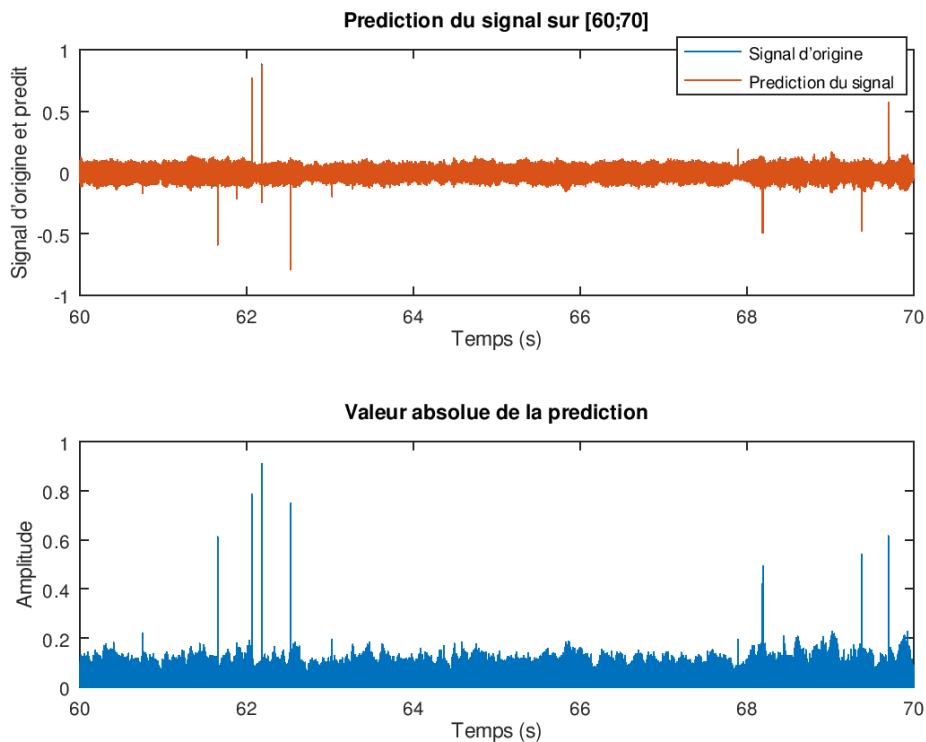 Prediction du signal sur [60;70]
Signal d'origine
Prediction du signal
Signal d'origine et predit
1
0.5
0
-0.5
-1
60 62 64 66 68 70
Temps (s)
Valeur absolue de la prediction
Amplitude
1
0.8
0.6
0.4
0.2
0
60 62 64 66 68 70
Temps (s)